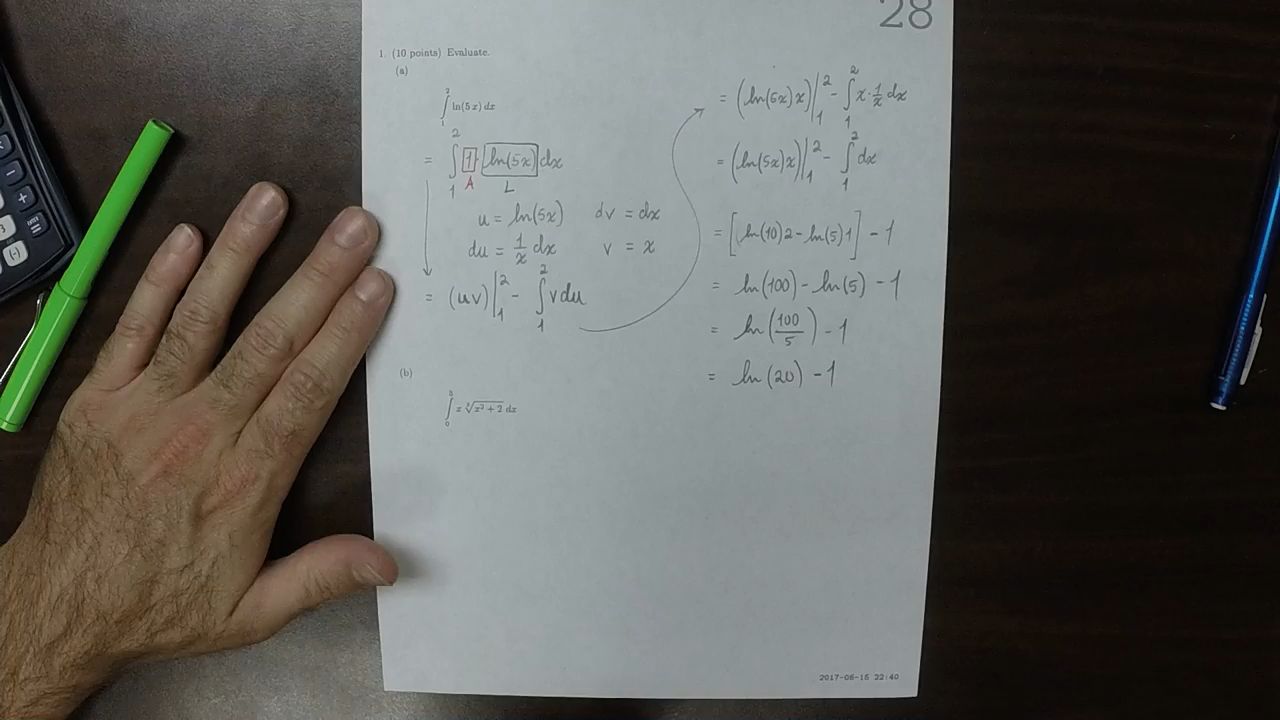 28
1. (10 points) Evaluate.
(a)
∫₁² ln(5x) dx
= ∫₁² 1 · ln(5x) dx
A L
u = ln(5x) dv = dx
du = 1/x dx v = x
= (uv)|₁² − ∫₁² v du
= (ln(5x)x)|₁² − ∫₁² x · 1/x dx
= (ln(5x)x)|₁² − ∫₁² dx
= [ln(10)2 − ln(5)1] − 1
= ln(100) − ln(5) − 1
= ln(100/5) − 1
= ln(20) − 1
(b)
2017-06-15 22:40